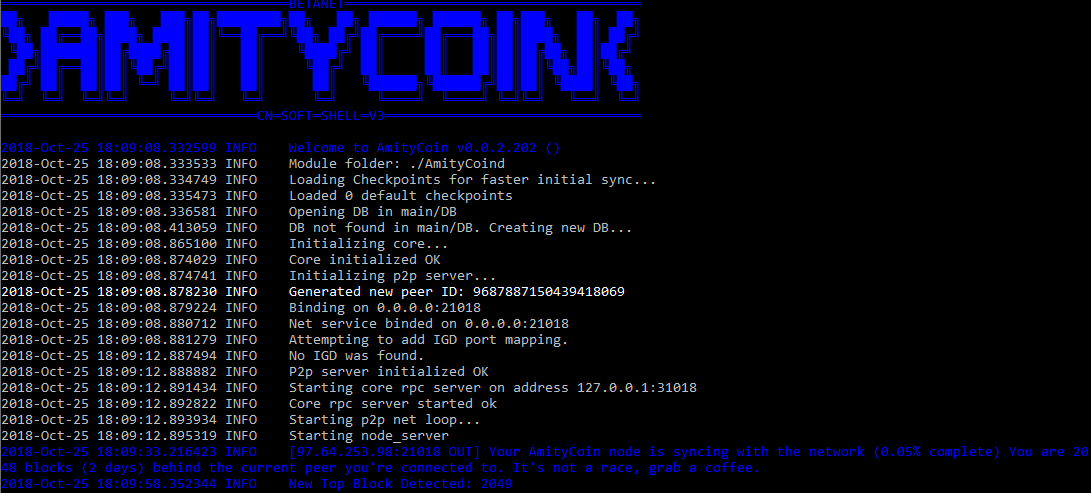 BETANET
AMITYCOIN
CN=SOFT=SHELL=V3
2018-Oct-25 18:09:08.332599 INFO    Welcome to AmityCoin v0.0.2.202 ()
2018-Oct-25 18:09:08.333533 INFO    Module folder: ./AmityCoind
2018-Oct-25 18:09:08.334749 INFO    Loading Checkpoints for faster initial sync...
2018-Oct-25 18:09:08.335473 INFO    Loaded 0 default checkpoints
2018-Oct-25 18:09:08.336581 INFO    Opening DB in main/DB
2018-Oct-25 18:09:08.413059 INFO    DB not found in main/DB. Creating new DB...
2018-Oct-25 18:09:08.865100 INFO    Initializing core...
2018-Oct-25 18:09:08.874029 INFO    Core initialized OK
2018-Oct-25 18:09:08.874741 INFO    Initializing p2p server...
2018-Oct-25 18:09:08.878230 INFO    Generated new peer ID: 9687887150439418069
2018-Oct-25 18:09:08.879224 INFO    Binding on 0.0.0.0:21018
2018-Oct-25 18:09:08.880712 INFO    Net service binded on 0.0.0.0:21018
2018-Oct-25 18:09:08.881279 INFO    Attempting to add IGD port mapping.
2018-Oct-25 18:09:12.887494 INFO    No IGD was found.
2018-Oct-25 18:09:12.888882 INFO    P2p server initialized OK
2018-Oct-25 18:09:12.891434 INFO    Starting core rpc server on address 127.0.0.1:31018
2018-Oct-25 18:09:12.892822 INFO    Core rpc server started ok
2018-Oct-25 18:09:12.893934 INFO    Starting p2p net loop...
2018-Oct-25 18:09:12.895319 INFO    Starting node_server
2018-Oct-25 18:09:33.216423 INFO    [97.64.253.98:21018 OUT] Your AmityCoin node is syncing with the network (0.05% complete) You are 20
48 blocks (2 days) behind the current peer you're connected to. It's not a race, grab a coffee.
2018-Oct-25 18:09:58.352344 INFO    New Top Block Detected: 2049